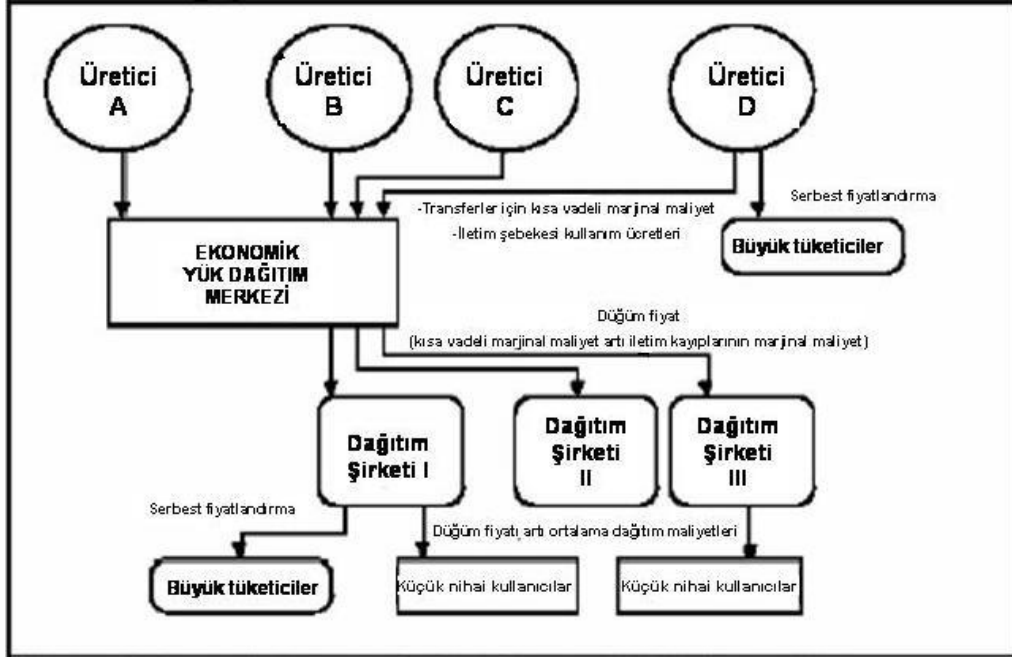 Üretici
A
Üretici
B
Üretici
C
Üretici
D
-Transferler için kısa vadeli marjinal maliyet
-İletim şebekesi kullanım ücretleri
Serbest fiyatlandırma
Büyük tüketiciler
EKONOMİK
YÜK DAĞITIM
MERKEZİ
Düğüm fiyat
(kısa vadeli marjinal maliyet artı iletim kayıplarının marjinal maliyet)
Dağıtım
Şirketi I
Dağıtım
Şirketi
II
Dağıtım
Şirketi
III
Serbest fiyatlandırma
Düğüm fiyatı, artı ortalama dağıtım maliyetleri
Büyük tüketiciler
Küçük nihai kullanıcılar
Küçük nihai kullanıcılar